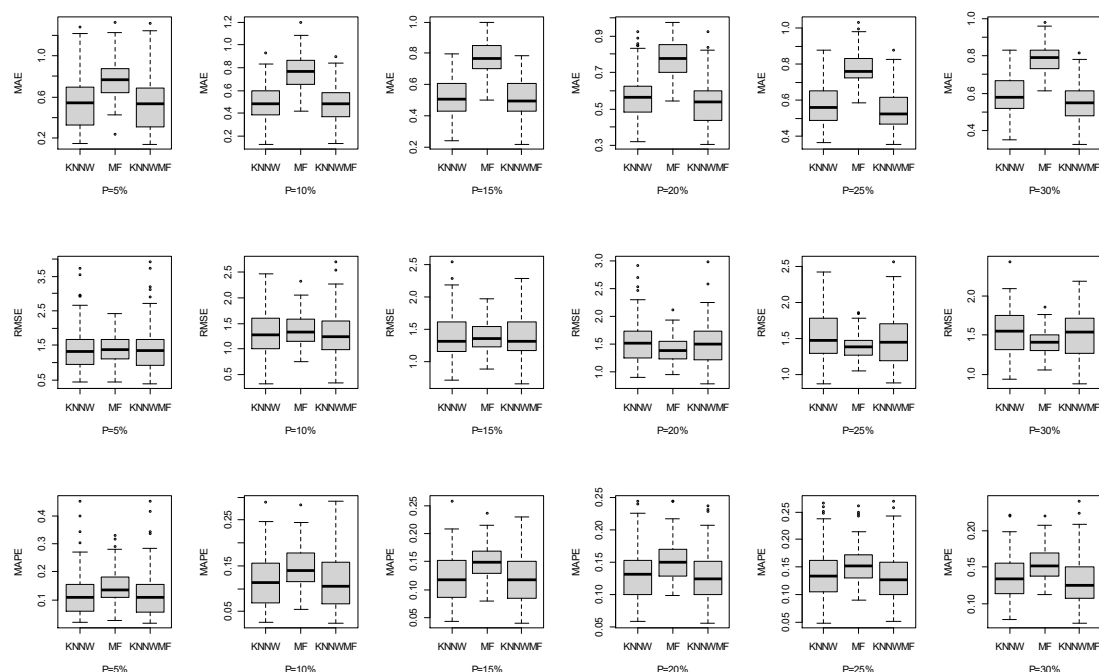 MAE
0.2 0.6 1.0
KNNW MF KNNWMF
P=5%
MAE
0.2 0.4 0.6 0.8 1.0 1.2
KNNW MF KNNWMF
P=10%
MAE
0.2 0.4 0.6 0.8 1.0
KNNW MF KNNWMF
P=15%
MAE
0.3 0.5 0.7 0.9
KNNW MF KNNWMF
P=20%
MAE
0.4 0.6 0.8 1.0
KNNW MF KNNWMF
P=25%
MAE
0.4 0.6 0.8
KNNW MF KNNWMF
P=30%
RMSE
0.5 1.5 2.5 3.5
KNNW MF KNNWMF
P=5%
RMSE
0.5 1.0 1.5 2.0 2.5
KNNW MF KNNWMF
P=10%
RMSE
1.0 1.5 2.0 2.5
KNNW MF KNNWMF
P=15%
RMSE
1.0 1.5 2.0 2.5 3.0
KNNW MF KNNWMF
P=20%
RMSE
1.0 1.5 2.0 2.5
KNNW MF KNNWMF
P=25%
RMSE
1.0 1.5 2.0
KNNW MF KNNWMF
P=30%
MAPE
0.1 0.2 0.3 0.4
KNNW MF KNNWMF
P=5%
MAPE
0.05 0.15 0.25
KNNW MF KNNWMF
P=10%
MAPE
0.05 0.10 0.15 0.20 0.25
KNNW MF KNNWMF
P=15%
MAPE
0.05 0.10 0.15 0.20 0.25
KNNW MF KNNWMF
P=20%
MAPE
0.05 0.10 0.15 0.20 0.25
KNNW MF KNNWMF
P=25%
MAPE
0.10 0.15 0.20
KNNW MF KNNWMF
P=30%